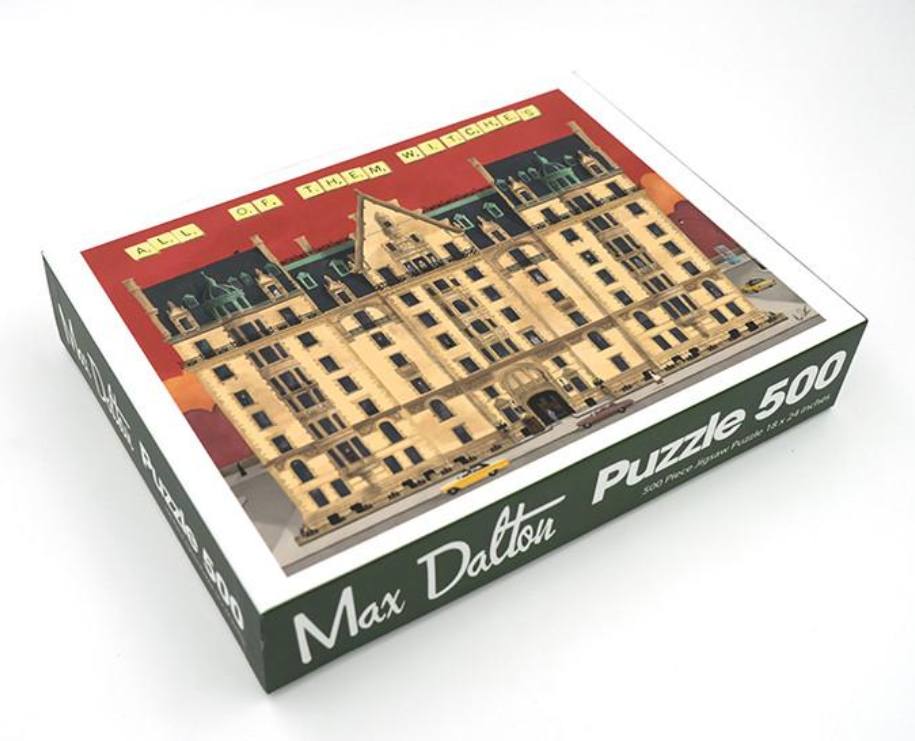 ALL OF THEM WITCHES
Max Dalton
Puzzle 500
500 Piece Jigsaw Puzzle 18 x 24 inches
Max Dalton
Puzzle 500